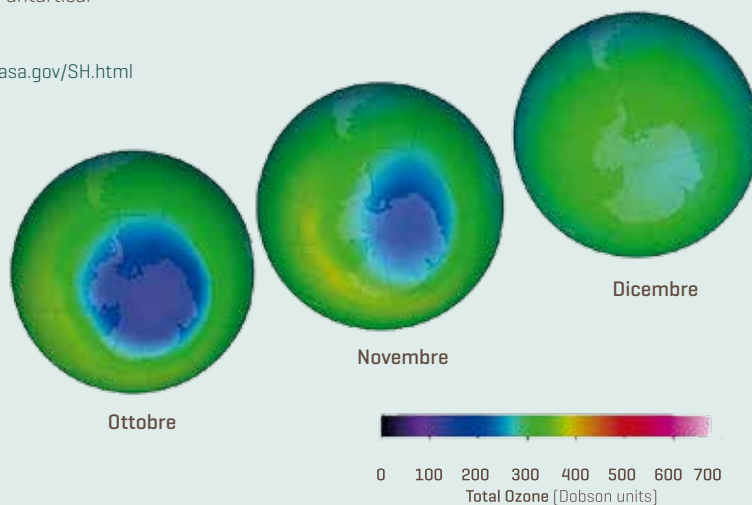 asa.gov/SH.html
Dicembre
Novembre
Ottobre
0 100 200 300 400 500 600 700
Total Ozone (Dobson units)